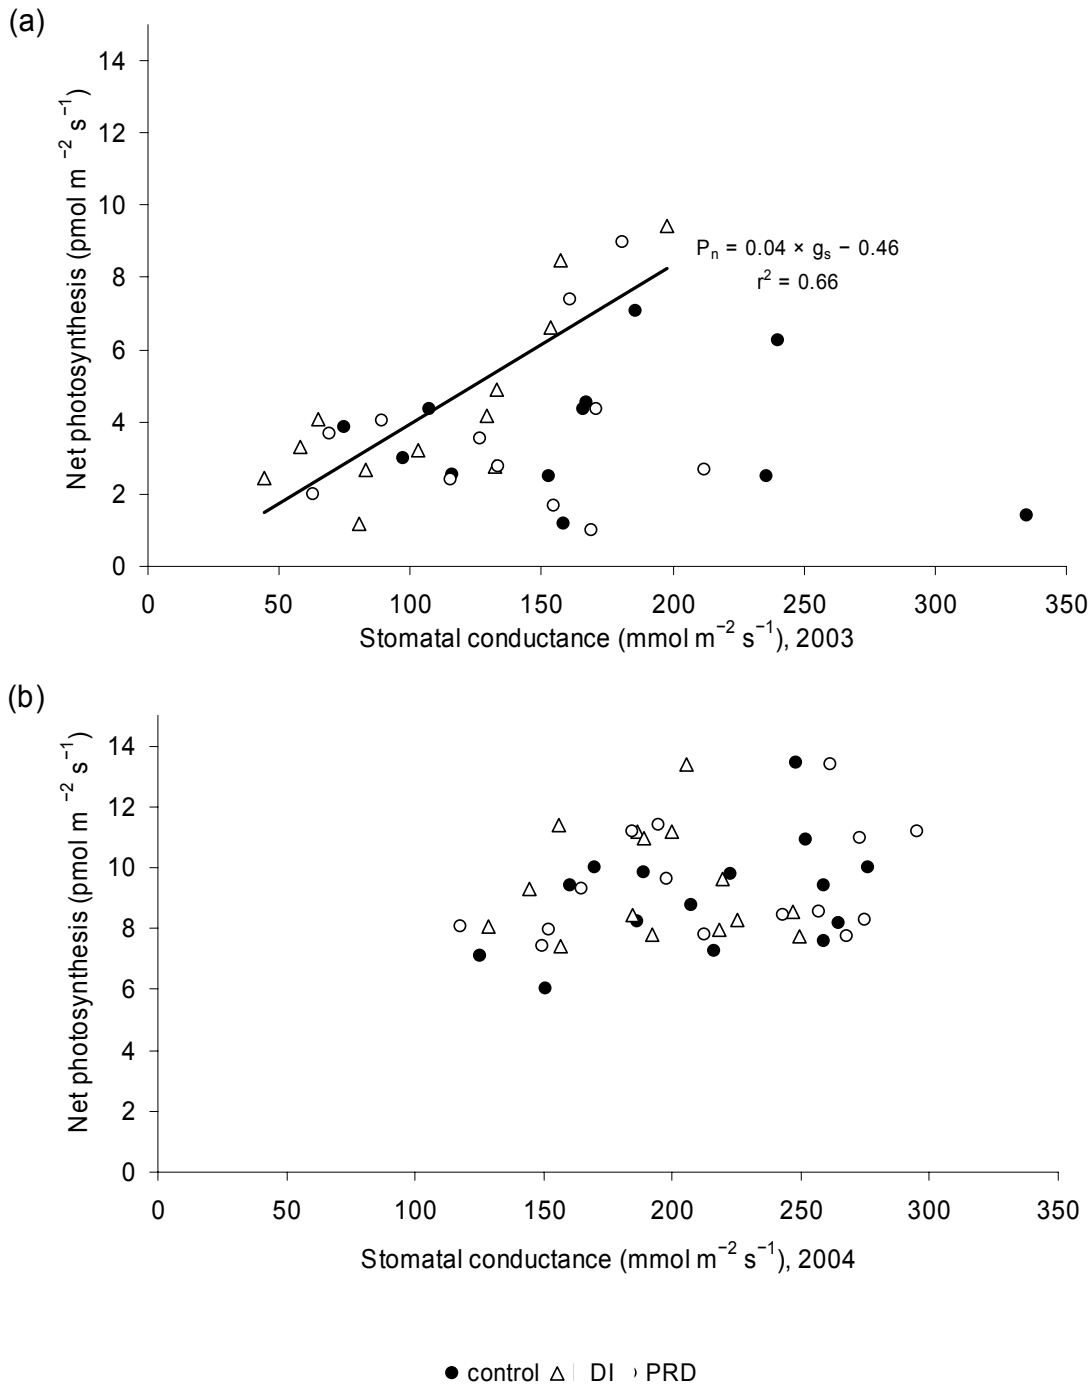 (a)
14
12
10
8
6
4
2
0
Net photosynthesis (pmol m⁻² s⁻¹)
Pₙ = 0.04 × gₛ − 0.46
r² = 0.66
0 50 100 150 200 250 300 350
Stomatal conductance (mmol m⁻² s⁻¹), 2003
(b)
14
12
10
8
6
4
2
0
Net photosynthesis (pmol m⁻² s⁻¹)
0 50 100 150 200 250 300 350
Stomatal conductance (mmol m⁻² s⁻¹), 2004
control DI PRD